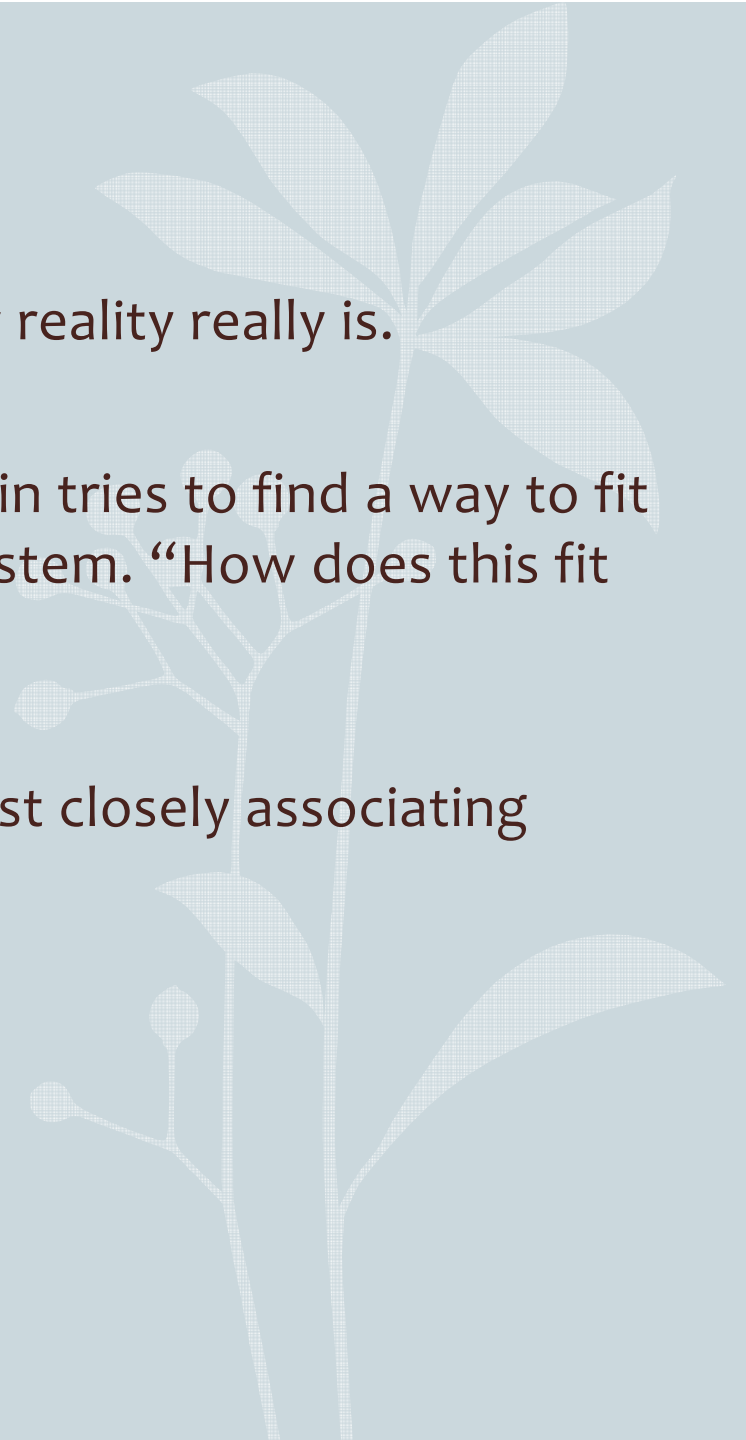 reality really is.
in tries to find a way to fit
stem. “How does this fit
st closely associating